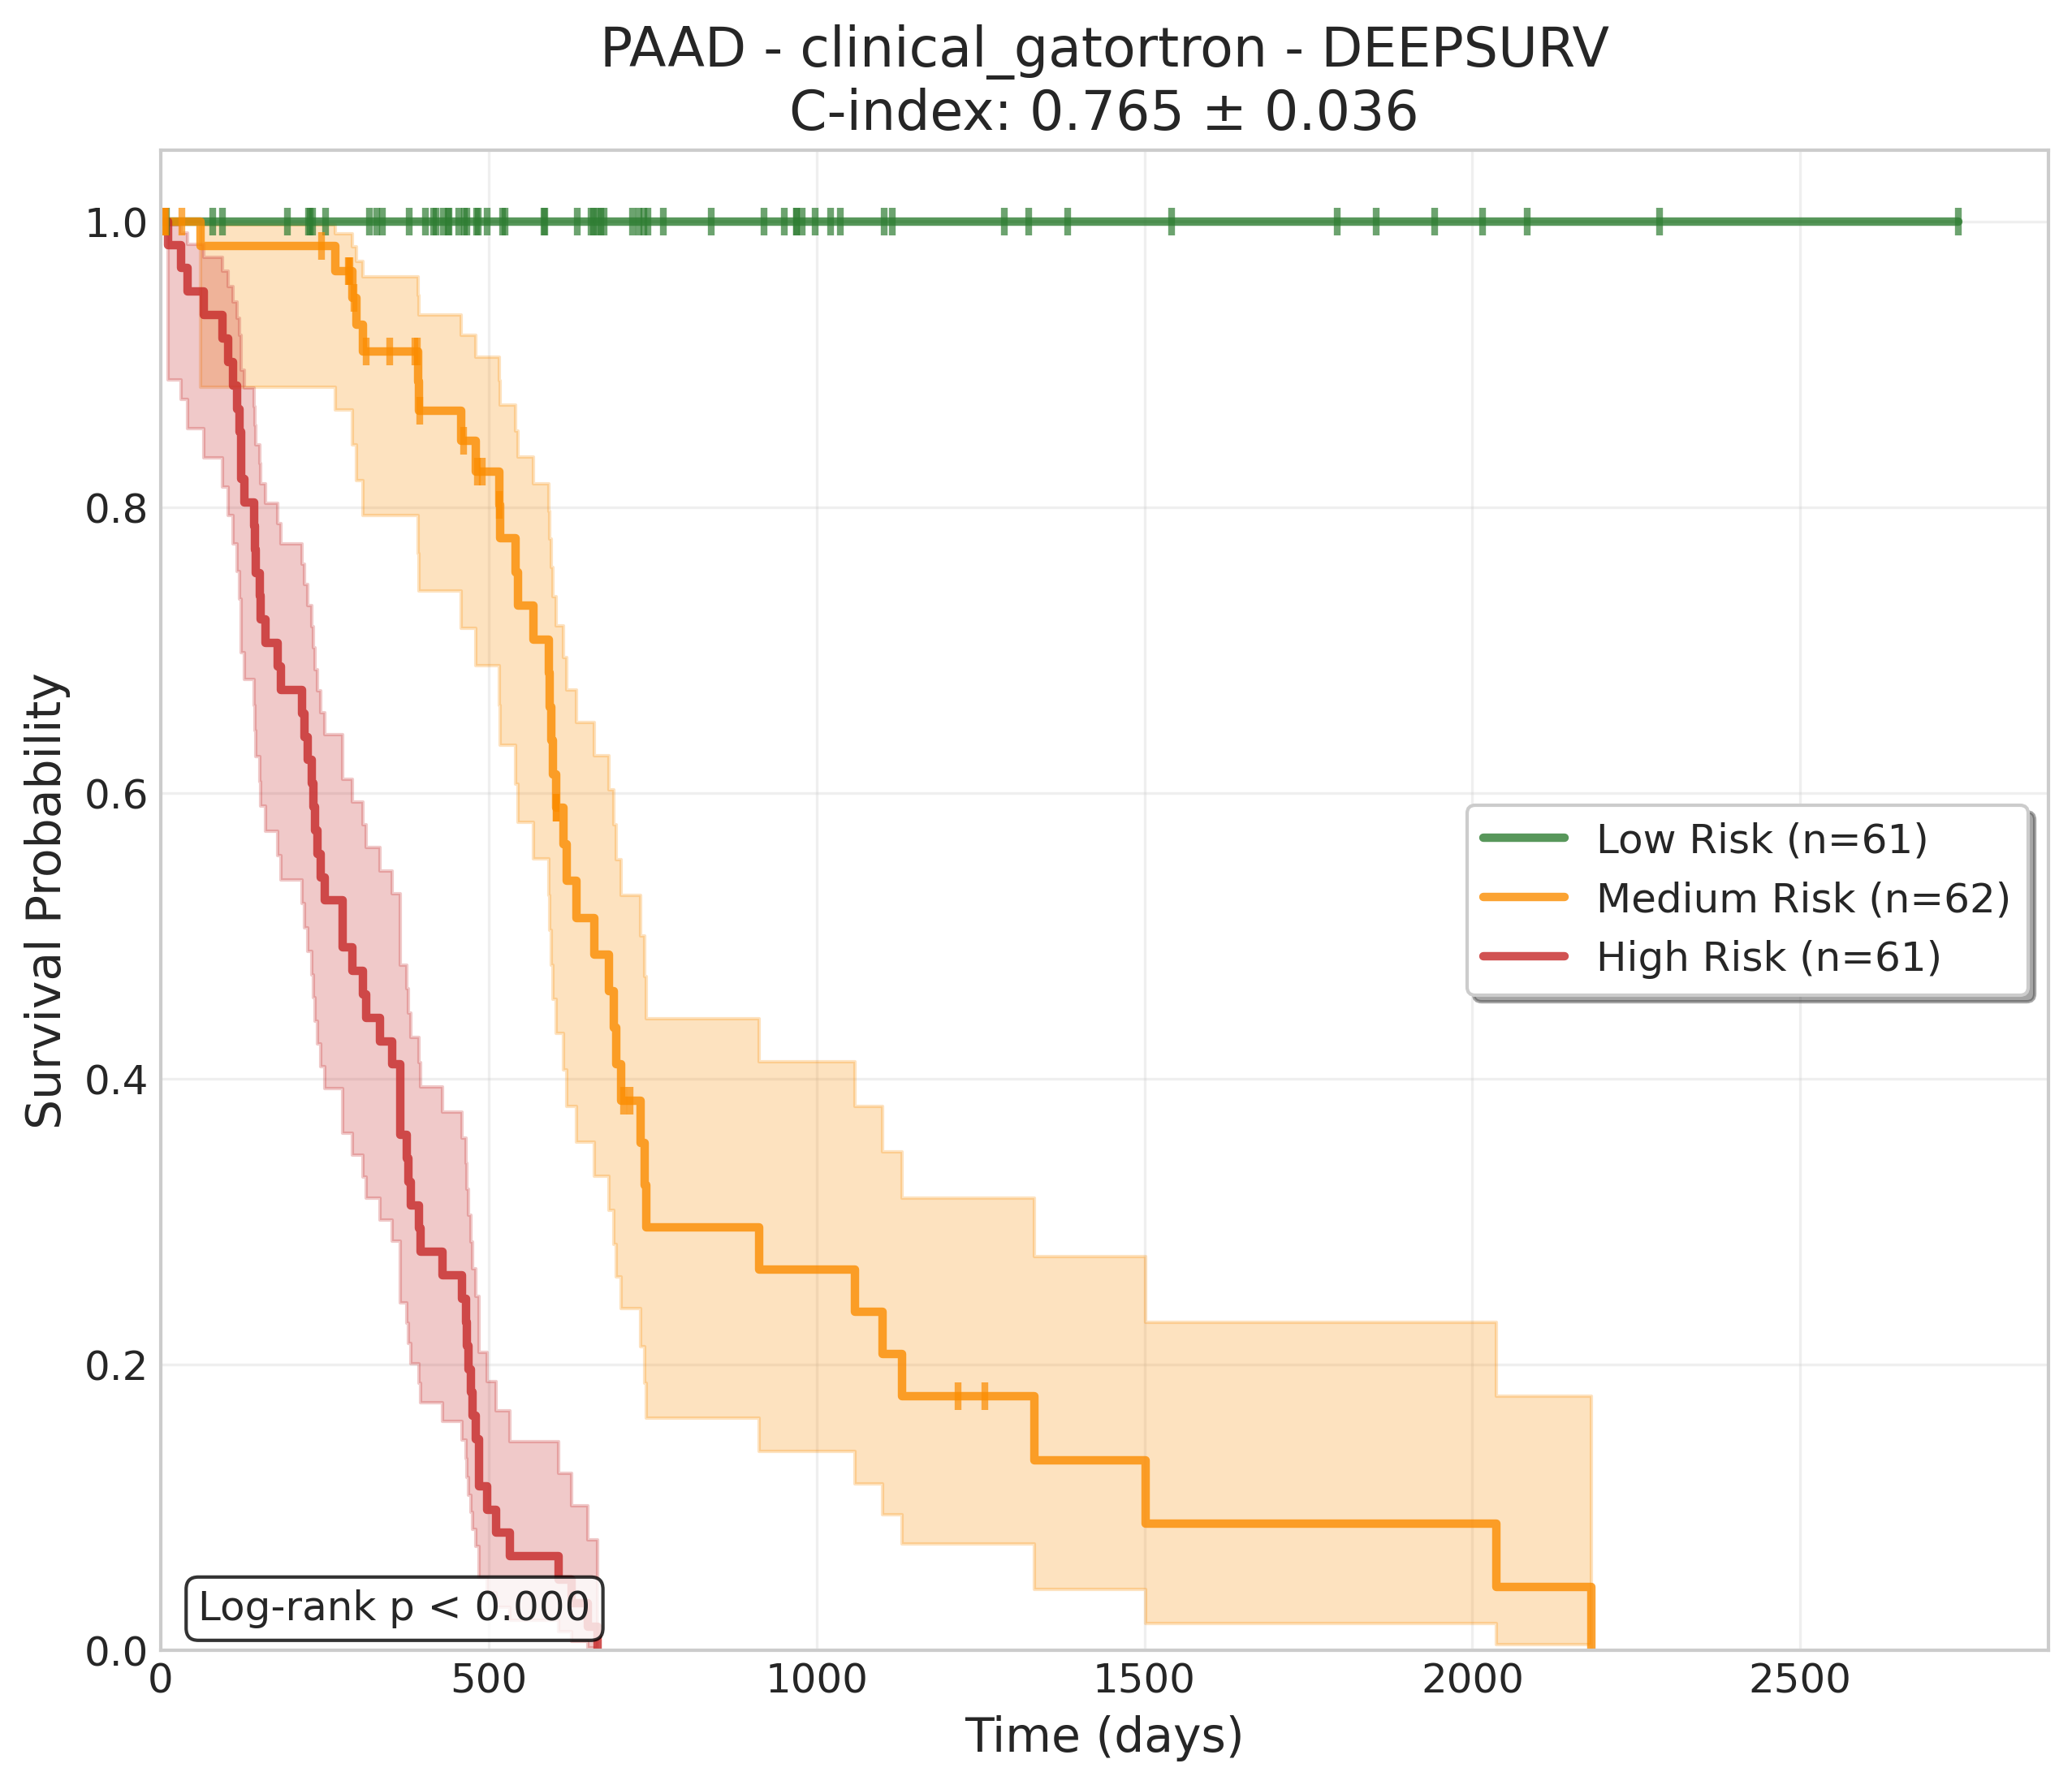 PAAD - clinical_gatortron - DEEPSURV
C-index: 0.765 ± 0.036
Survival Probability
1.0
0.8
0.6
0.4
0.2
0.0
Low Risk (n=61)
Medium Risk (n=62)
High Risk (n=61)
Log-rank p < 0.000
0 500 1000 1500 2000 2500
Time (days)